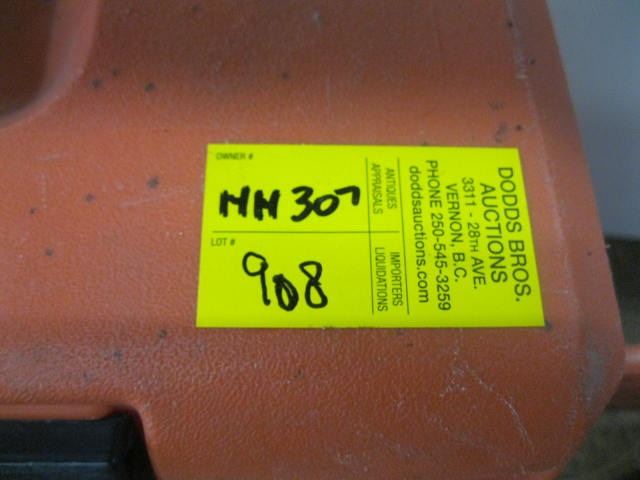 OWNER #
HH 307
LOT #
908
ANTIQUES
APPRAISALS
IMPORTERS
LIQUIDATIONS
DODDS BROS.
AUCTIONS
3311 - 28TH AVE.
VERNON, B.C.
PHONE 250-545-3259
doddsauctions.com